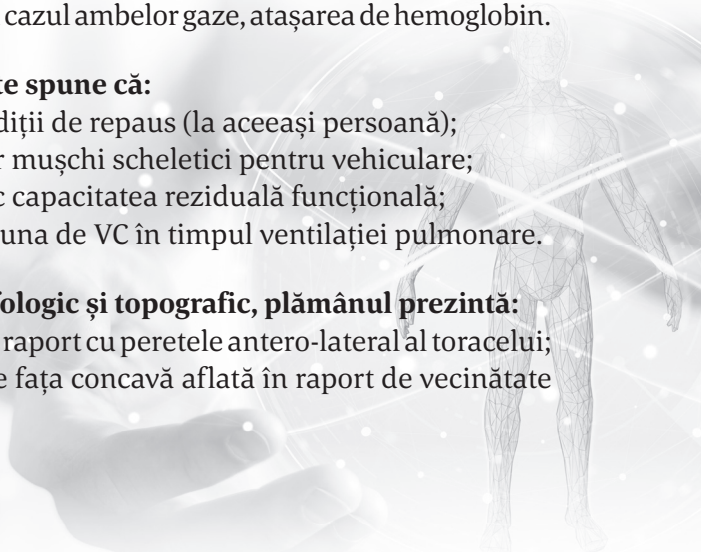 cazul ambelor gaze, atașarea de hemoglobin.
te spune că:
diții de repaus (la aceeași persoană);
r mușchi scheletici pentru vehiculare;
c capacitatea reziduală funcțională;
una de VC în timpul ventilației pulmonare.
fologic și topografic, plămânul prezintă:
raport cu peretele antero-lateral al toracelui;
e fața concavă aflată în raport de vecinătate